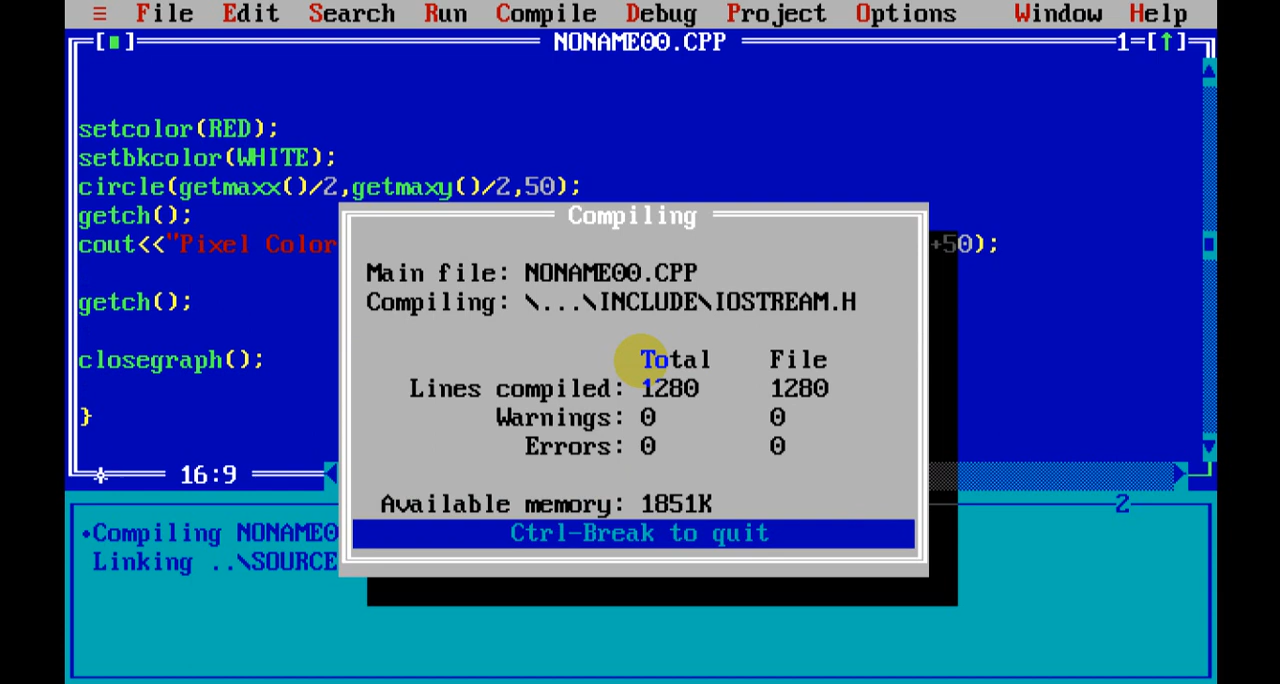 ≡ File Edit Search Run Compile Debug Project Options Window Help
[■] NONAME00.CPP 1=[↑]
setcolor(RED);
setbkcolor(WHITE);
circle(getmaxx()/2,getmaxy()/2,50);
getch();
cout<<"Pixel Color +50);
getch();
closegraph();
}
16:9
Compiling
Main file: NONAME00.CPP
Compiling: \...\INCLUDE\IOSTREAM.H
Total File
Lines compiled: 1280 1280
Warnings: 0 0
Errors: 0 0
Available memory: 1851K
Ctrl-Break to quit
2
•Compiling NONAME0
Linking ..\SOURCE